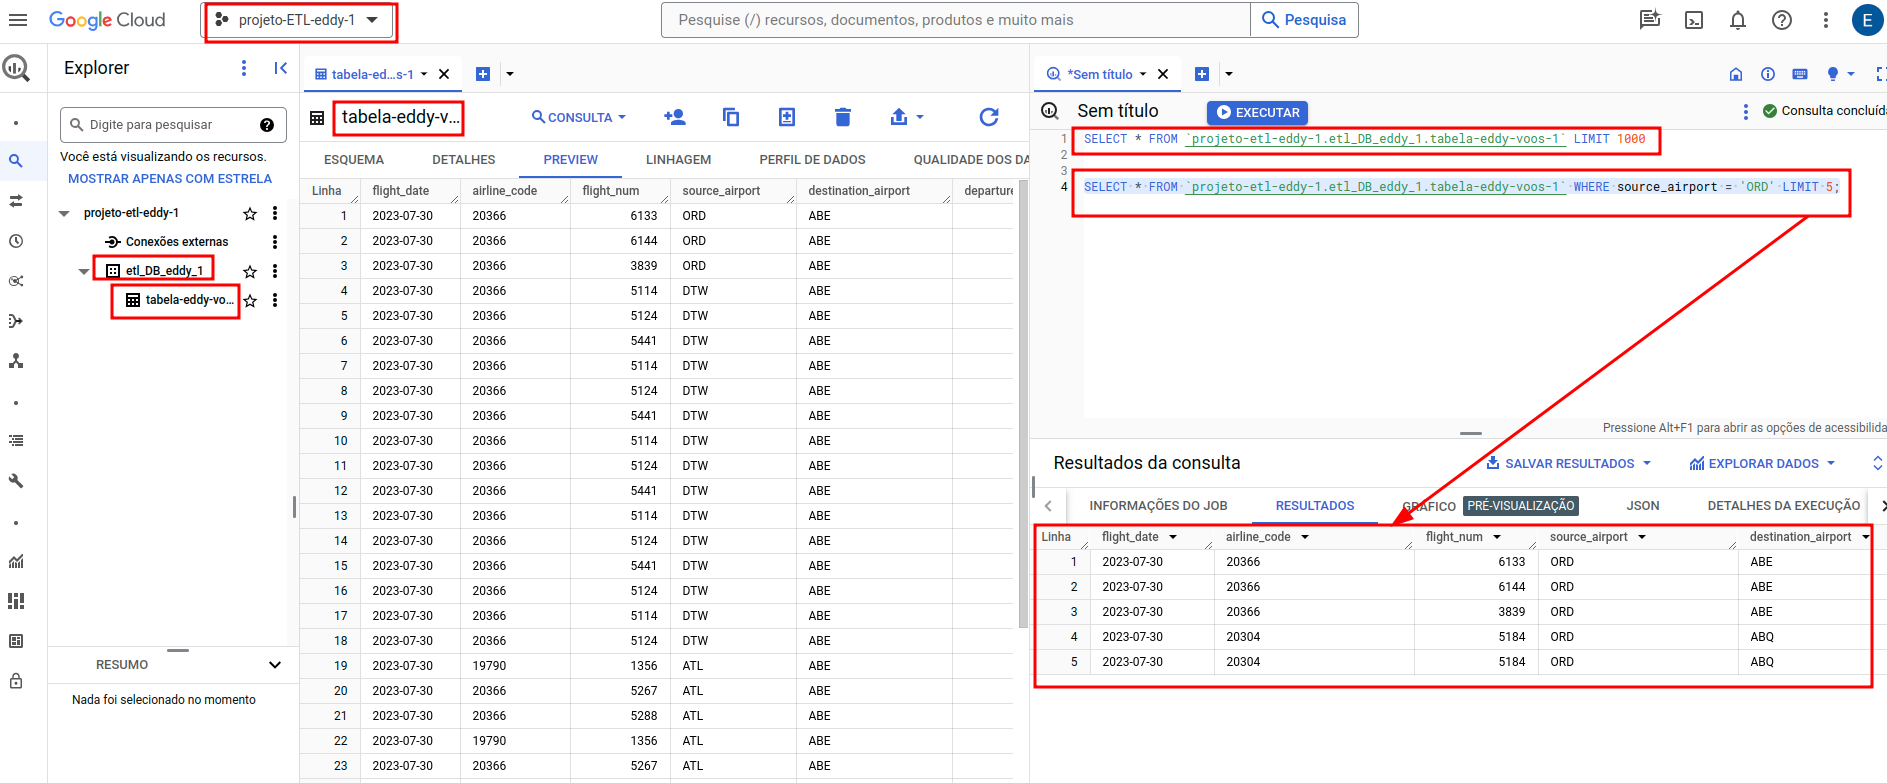 Google Cloud
projeto-ETL-eddy-1
Pesquise (/) recursos, documentos, produtos e muito mais
Pesquisa
E
Explorer
Digite para pesquisar
Você está visualizando os recursos.
MOSTRAR APENAS COM ESTRELA
projeto-etl-eddy-1
Conexões externas
etl_DB_eddy_1
tabela-eddy-vo...
RESUMO
Nada foi selecionado no momento
tabela-ed...s-1
tabela-eddy-v...
CONSULTA
ESQUEMA DETALHES PREVIEW LINHAGEM PERFIL DE DADOS QUALIDADE DOS DA
Linha flight_date airline_code flight_num source_airport destination_airport departure
1 2023-07-30 20366 6133 ORD ABE
2 2023-07-30 20366 6144 ORD ABE
3 2023-07-30 20366 3839 ORD ABE
4 2023-07-30 20366 5114 DTW ABE
5 2023-07-30 20366 5124 DTW ABE
6 2023-07-30 20366 5441 DTW ABE
7 2023-07-30 20366 5114 DTW ABE
8 2023-07-30 20366 5124 DTW ABE
9 2023-07-30 20366 5441 DTW ABE
10 2023-07-30 20366 5114 DTW ABE
11 2023-07-30 20366 5124 DTW ABE
12 2023-07-30 20366 5441 DTW ABE
13 2023-07-30 20366 5114 DTW ABE
14 2023-07-30 20366 5124 DTW ABE
15 2023-07-30 20366 5441 DTW ABE
16 2023-07-30 20366 5124 DTW ABE
17 2023-07-30 20366 5114 DTW ABE
18 2023-07-30 20366 5124 DTW ABE
19 2023-07-30 19790 1356 ATL ABE
20 2023-07-30 20366 5267 ATL ABE
21 2023-07-30 20366 5288 ATL ABE
22 2023-07-30 19790 1356 ATL ABE
23 2023-07-30 20366 5267 ATL ABE
*Sem título
Sem título
EXECUTAR
Consulta concluída
1 SELECT * FROM `projeto-etl-eddy-1.etl_DB_eddy_1.tabela-eddy-voos-1` LIMIT 1000
2
3
4 SELECT * FROM `projeto-etl-eddy-1.etl_DB_eddy_1.tabela-eddy-voos-1` WHERE source_airport = 'ORD' LIMIT 5;
Pressione Alt+F1 para abrir as opções de acessibilida
Resultados da consulta
SALVAR RESULTADOS
EXPLORAR DADOS
INFORMAÇÕES DO JOB RESULTADOS GRÁFICO PRÉ-VISUALIZAÇÃO JSON DETALHES DA EXECUÇÃO
Linha flight_date airline_code flight_num source_airport destination_airport
1 2023-07-30 20366 6133 ORD ABE
2 2023-07-30 20366 6144 ORD ABE
3 2023-07-30 20366 3839 ORD ABE
4 2023-07-30 20304 5184 ORD ABQ
5 2023-07-30 20304 5184 ORD ABQ